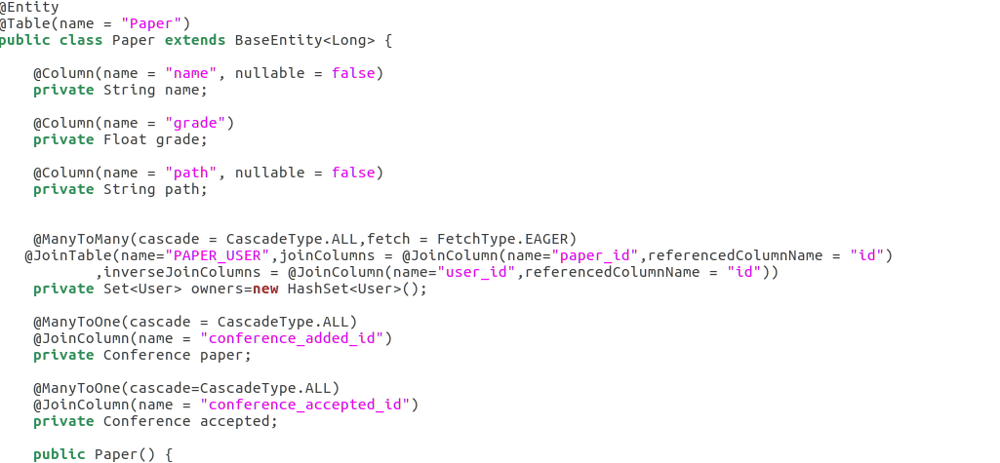 @Entity
@Table(name = "Paper")
public class Paper extends BaseEntity<Long> {
@Column(name = "name", nullable = false)
private String name;
@Column(name = "grade")
private Float grade;
@Column(name = "path", nullable = false)
private String path;
@ManyToMany(cascade = CascadeType.ALL,fetch = FetchType.EAGER)
@JoinTable(name="PAPER_USER",joinColumns = @JoinColumn(name="paper_id",referencedColumnName = "id")
,inverseJoinColumns = @JoinColumn(name="user_id",referencedColumnName = "id"))
private Set<User> owners=new HashSet<User>();
@ManyToOne(cascade = CascadeType.ALL)
@JoinColumn(name = "conference_added_id")
private Conference paper;
@ManyToOne(cascade=CascadeType.ALL)
@JoinColumn(name = "conference_accepted_id")
private Conference accepted;
public Paper() {